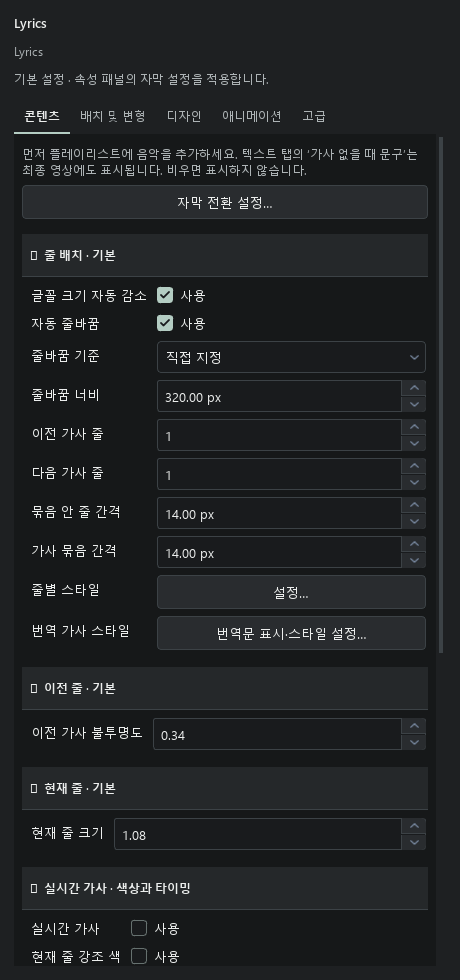 Lyrics
Lyrics
기본 설정 · 속성 패널의 자막 설정을 적용합니다.
콘텐츠 배치 및 변형 디자인 애니메이션 고급
먼저 플레이리스트에 음악을 추가하세요. 텍스트 탭의 '가사 없을 때 문구'는
최종 영상에도 표시됩니다. 비우면 표시하지 않습니다.
자막 전환 설정...
줄 배치 · 기본
글꼴 크기 자동 감소 사용
자동 줄바꿈 사용
줄바꿈 기준 직접 지정
줄바꿈 너비 320.00 px
이전 가사 줄 1
다음 가사 줄 1
묶음 안 줄 간격 14.00 px
가사 묶음 간격 14.00 px
줄별 스타일 설정...
번역 가사 스타일 번역문 표시·스타일 설정...
이전 줄 · 기본
이전 가사 불투명도 0.34
현재 줄 · 기본
현재 줄 크기 1.08
실시간 가사 · 색상과 타이밍
실시간 가사 사용
현재 줄 강조 색 사용